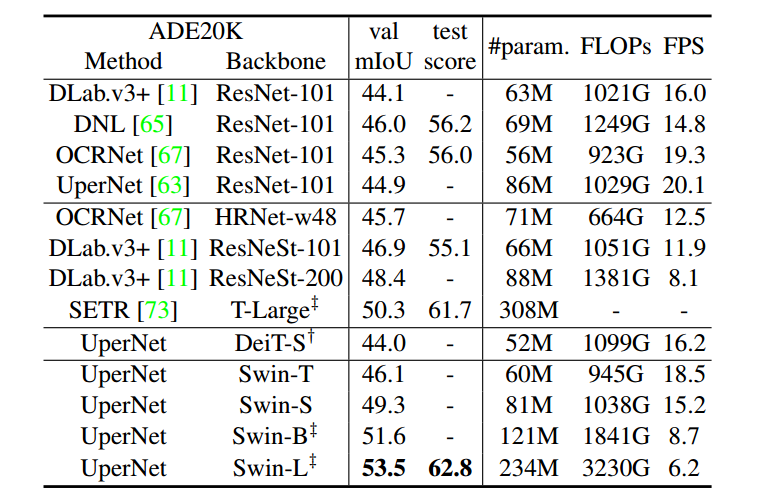 ADE20K val test #param. FLOPs FPS
Method Backbone mIoU score
DLab.v3+ [11] ResNet-101 44.1 - 63M 1021G 16.0
DNL [65] ResNet-101 46.0 56.2 69M 1249G 14.8
OCRNet [67] ResNet-101 45.3 56.0 56M 923G 19.3
UperNet [63] ResNet-101 44.9 - 86M 1029G 20.1
OCRNet [67] HRNet-w48 45.7 - 71M 664G 12.5
DLab.v3+ [11] ResNeSt-101 46.9 55.1 66M 1051G 11.9
DLab.v3+ [11] ResNeSt-200 48.4 - 88M 1381G 8.1
SETR [73] T-Large‡ 50.3 61.7 308M - -
UperNet DeiT-S† 44.0 - 52M 1099G 16.2
UperNet Swin-T 46.1 - 60M 945G 18.5
UperNet Swin-S 49.3 - 81M 1038G 15.2
UperNet Swin-B‡ 51.6 - 121M 1841G 8.7
UperNet Swin-L‡ 53.5 62.8 234M 3230G 6.2